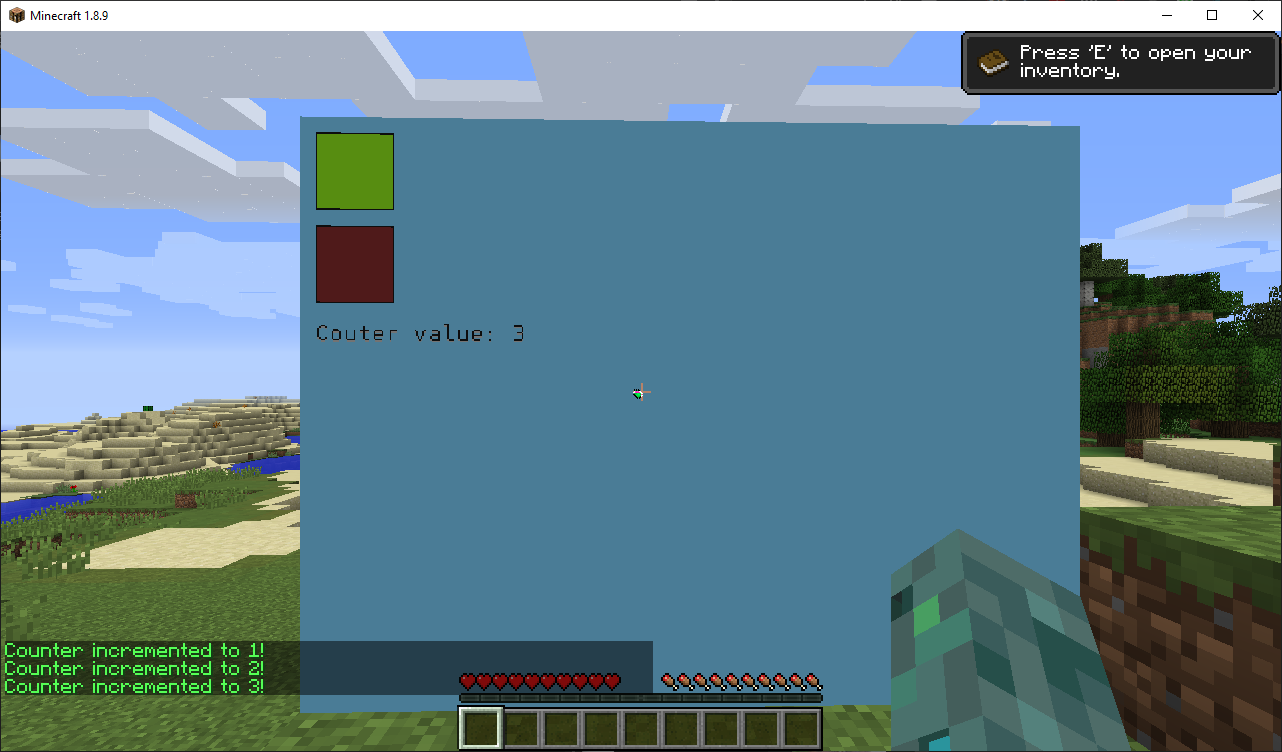 Minecraft 1.8.9
Press 'E' to open your
inventory.
Couter value: 3
Counter incremented to 1!
Counter incremented to 2!
Counter incremented to 3!